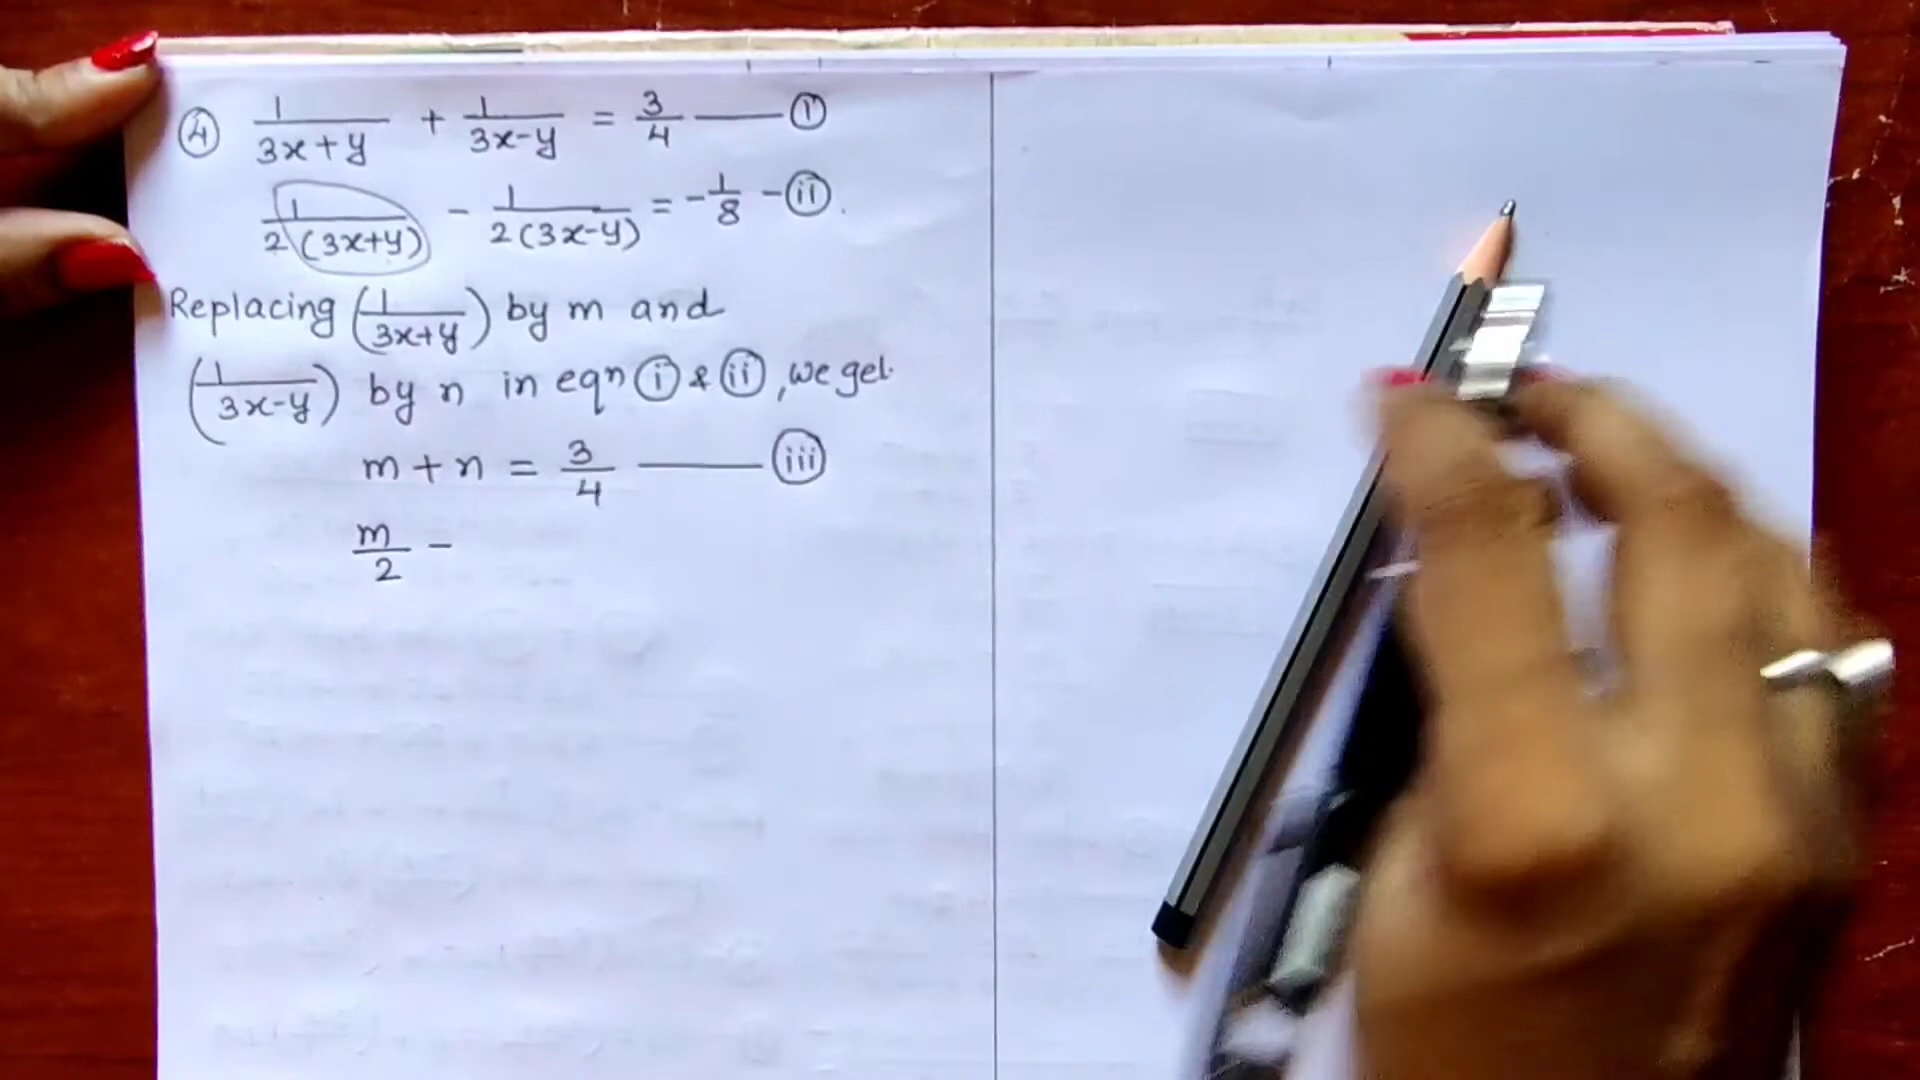 ④ 1/(3x+y) + 1/(3x-y) = 3/4 —— ⓘ
1/(2(3x+y)) - 1/(2(3x-y)) = -1/8 - (ii).
Replacing (1/(3x+y)) by m and
(1/(3x-y)) by n in eqn (i) & (ii), we get
m + n = 3/4 —— (iii)
m/2 -